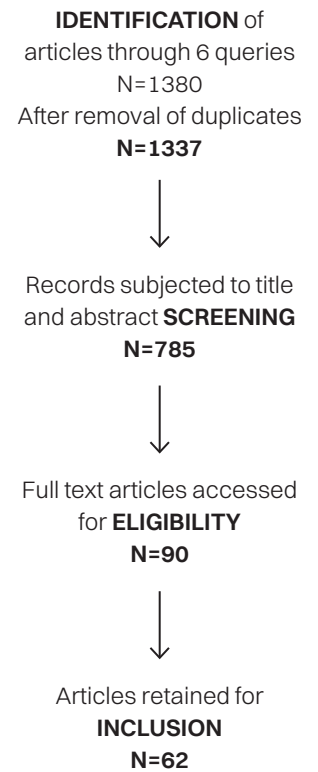 IDENTIFICATION of
articles through 6 queries
N=1380
After removal of duplicates
N=1337
Records subjected to title
and abstract SCREENING
N=785
Full text articles accessed
for ELIGIBILITY
N=90
Articles retained for
INCLUSION
N=62